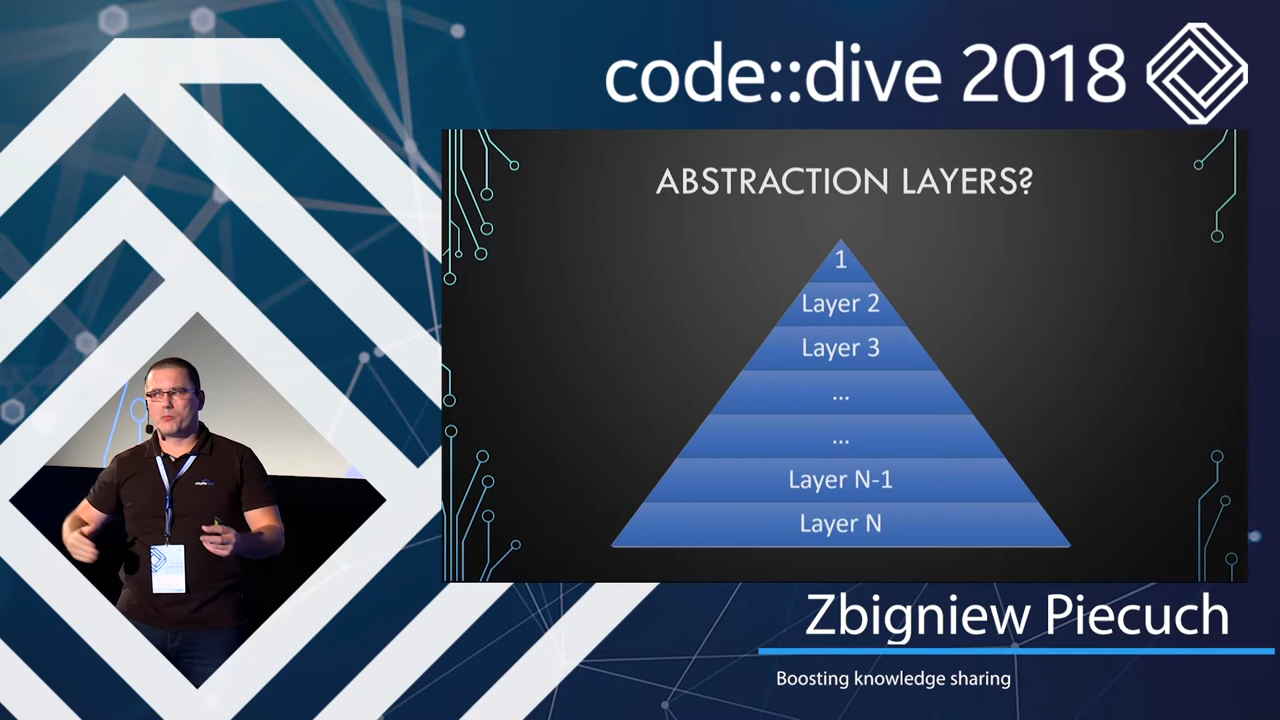 code::dive 2018
ABSTRACTION LAYERS?
1
Layer 2
Layer 3
...
...
Layer N-1
Layer N
Zbigniew Piecuch
Boosting knowledge sharing